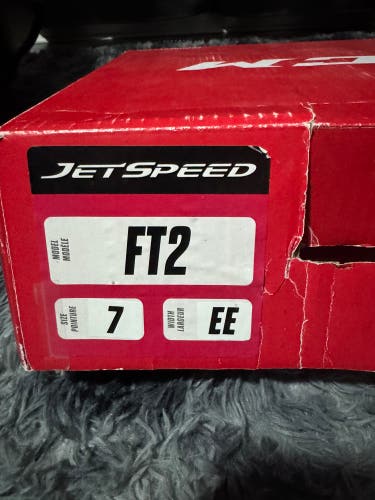 JETSPEED
MODEL
MODÈLE
FT2
SIZE
POINTURE
7
WIDTH
LARGEUR
EE